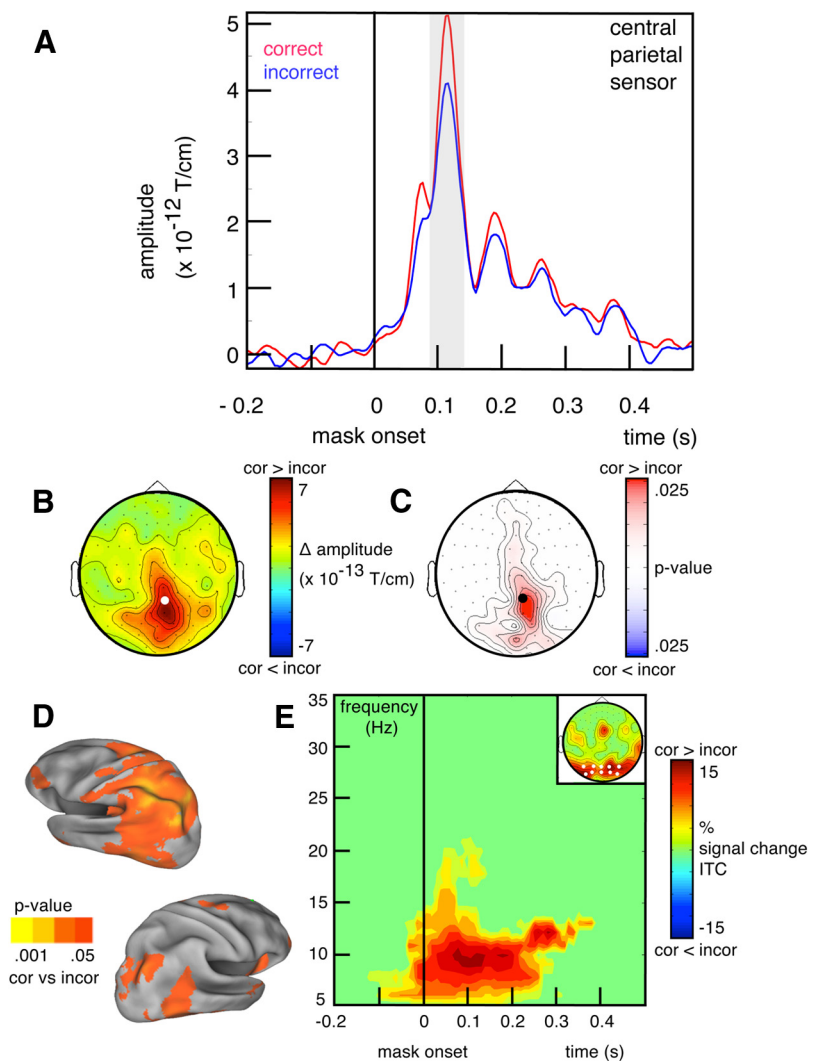 A
correct
incorrect
central
parietal
sensor
amplitude
(x 10-12 T/cm)
5
4
3
2
1
0
- 0.2
0
0.1
0.2
0.3
0.4
mask onset
time (s)
B
cor > incor
7
Δ amplitude
(x 10-13 T/cm)
-7
cor < incor
C
cor > incor
.025
p-value
.025
cor < incor
D
p-value
.001 .05
cor vs incor
E
frequency
(Hz)
35
30
25
20
15
10
5
-0.2
0
0.1
0.2
0.3
0.4
mask onset
time (s)
cor > incor
15
%
signal change
ITC
-15
cor < incor